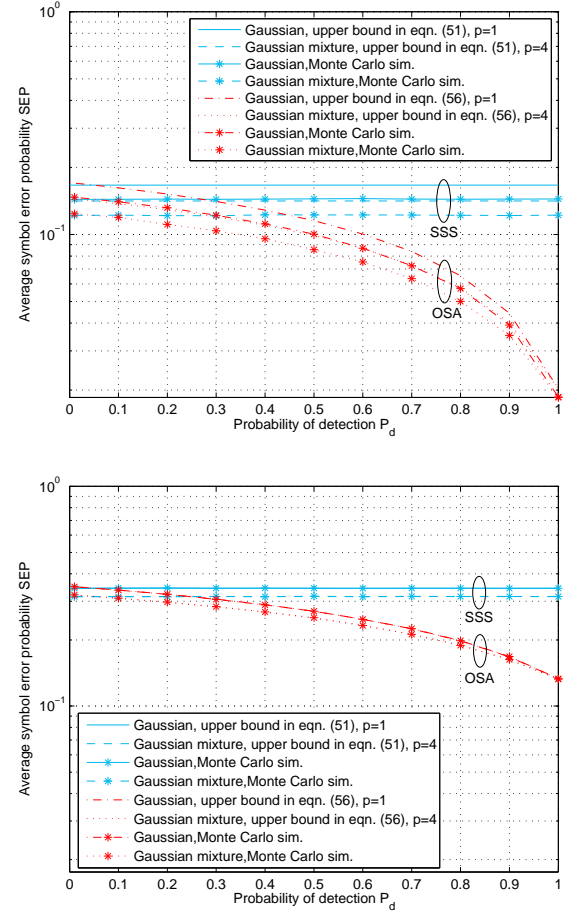 Gaussian, upper bound in eqn. (51), p=1
Gaussian mixture, upper bound in eqn. (51), p=4
Gaussian,Monte Carlo sim.
Gaussian mixture,Monte Carlo sim.
Gaussian, upper bound in eqn. (56), p=1
Gaussian mixture, upper bound in eqn. (56), p=4
Gaussian,Monte Carlo sim.
Gaussian mixture,Monte Carlo sim.
10^0
10^-1
Average symbol error probability SEP
SSS
OSA
0 0.1 0.2 0.3 0.4 0.5 0.6 0.7 0.8 0.9 1
Probability of detection P_d
10^0
10^-1
Average symbol error probability SEP
SSS
OSA
Gaussian, upper bound in eqn. (51), p=1
Gaussian mixture, upper bound in eqn. (51), p=4
Gaussian,Monte Carlo sim.
Gaussian mixture,Monte Carlo sim.
Gaussian, upper bound in eqn. (56), p=1
Gaussian mixture, upper bound in eqn. (56), p=4
Gaussian,Monte Carlo sim.
Gaussian mixture,Monte Carlo sim.
0 0.1 0.2 0.3 0.4 0.5 0.6 0.7 0.8 0.9 1
Probability of detection P_d